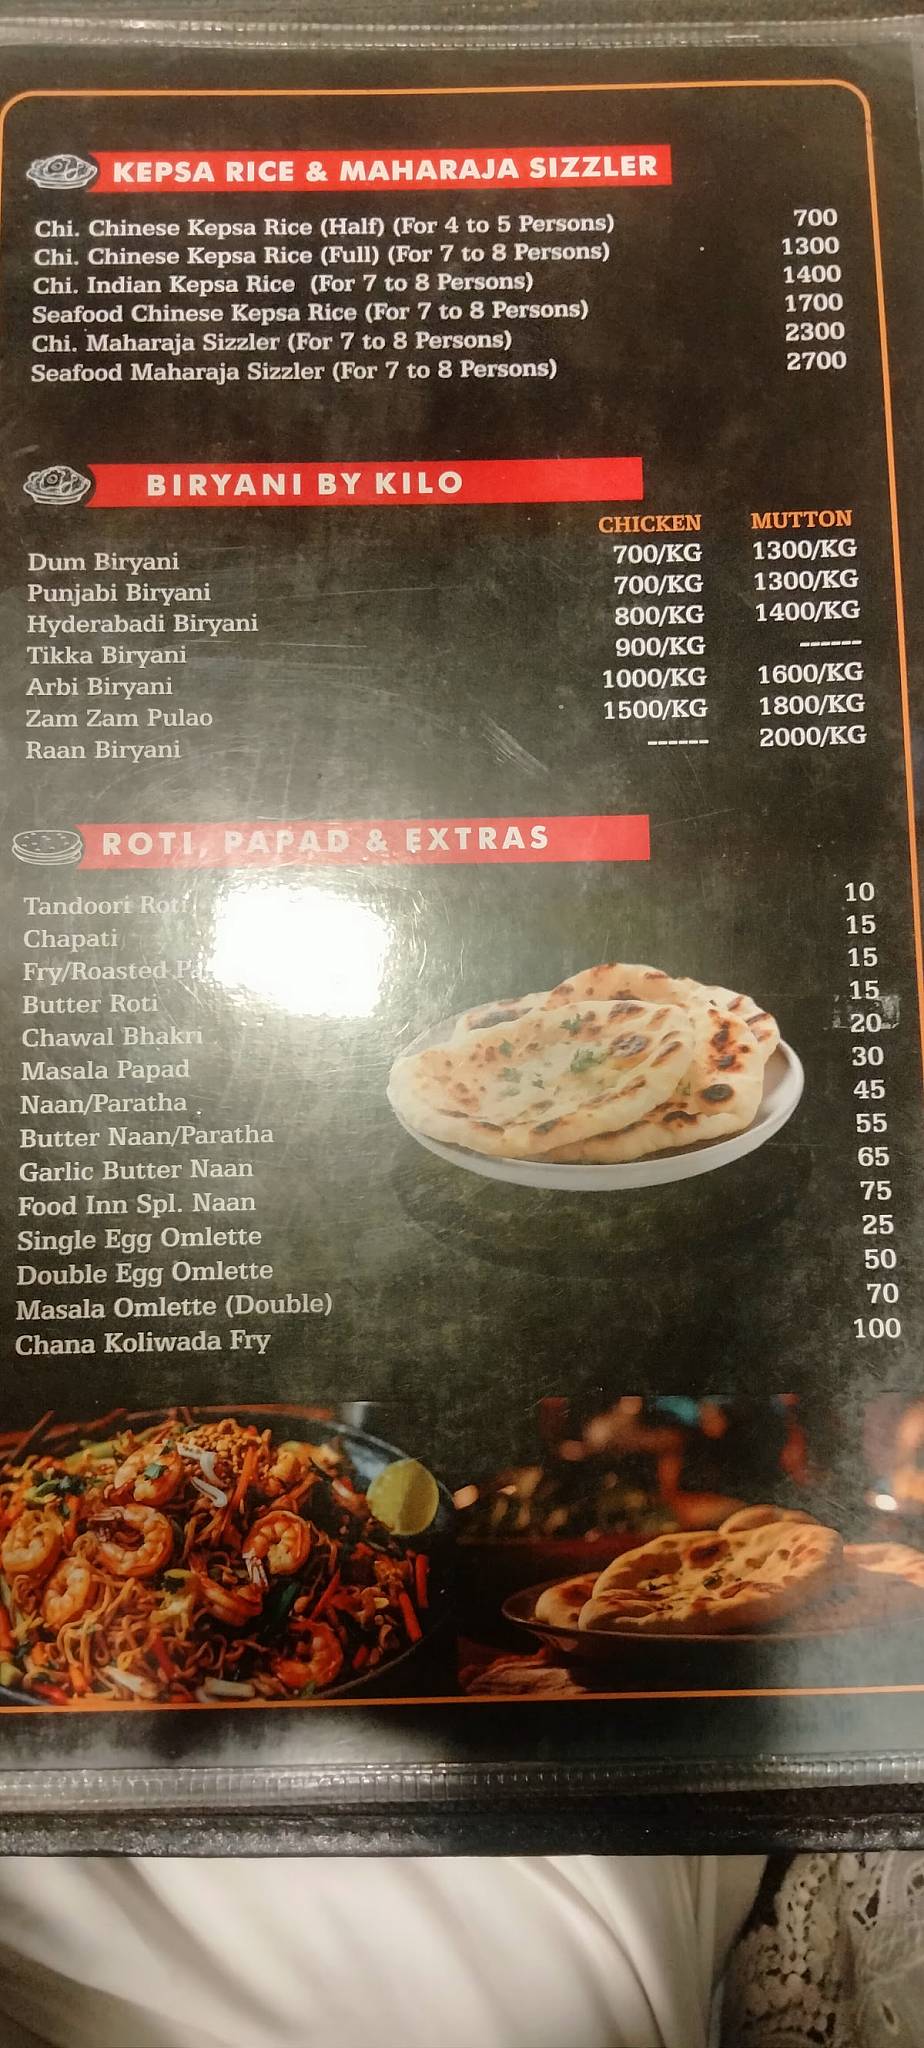 KEPSA RICE & MAHARAJA SIZZLER
Chi. Chinese Kepsa Rice (Half) (For 4 to 5 Persons) 700
Chi. Chinese Kepsa Rice (Full) (For 7 to 8 Persons) 1300
Chi. Indian Kepsa Rice (For 7 to 8 Persons) 1400
Seafood Chinese Kepsa Rice (For 7 to 8 Persons) 1700
Chi. Maharaja Sizzler (For 7 to 8 Persons) 2300
Seafood Maharaja Sizzler (For 7 to 8 Persons) 2700
BIRYANI BY KILO
CHICKEN MUTTON
Dum Biryani 700/KG 1300/KG
Punjabi Biryani 700/KG 1300/KG
Hyderabadi Biryani 800/KG 1400/KG
Tikka Biryani 900/KG ------
Arbi Biryani 1000/KG 1600/KG
Zam Zam Pulao 1500/KG 1800/KG
Raan Biryani ------ 2000/KG
ROTI, PAPAD & EXTRAS
Tandoori Roti 10
Chapati 15
Fry/Roasted 15
Butter Roti 15
Chawal Bhakri 20
Masala Papad 30
Naan/Paratha 45
Butter Naan/Paratha 55
Garlic Butter Naan 65
Food Inn Spl. Naan 75
Single Egg Omlette 25
Double Egg Omlette 50
Masala Omlette (Double) 70
Chana Koliwada Fry 100